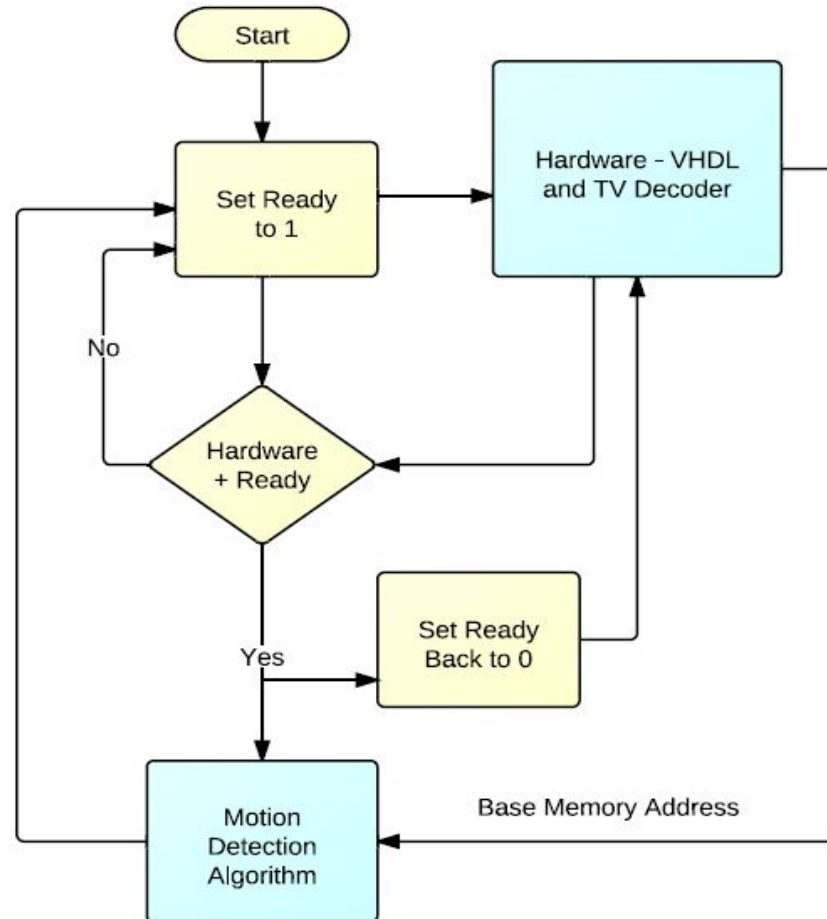 Start
Set Ready
to 1
Hardware - VHDL
and TV Decoder
No
Hardware
+ Ready
Set Ready
Back to 0
Yes
Base Memory Address
Motion
Detection
Algorithm